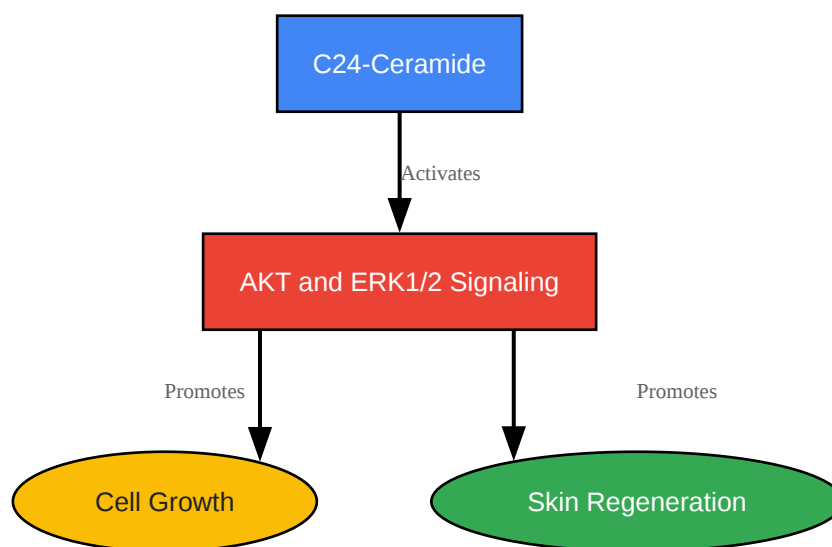 C24-Ceramide
Activates
AKT and ERK1/2 Signaling
Promotes
Promotes
Cell Growth
Skin Regeneration